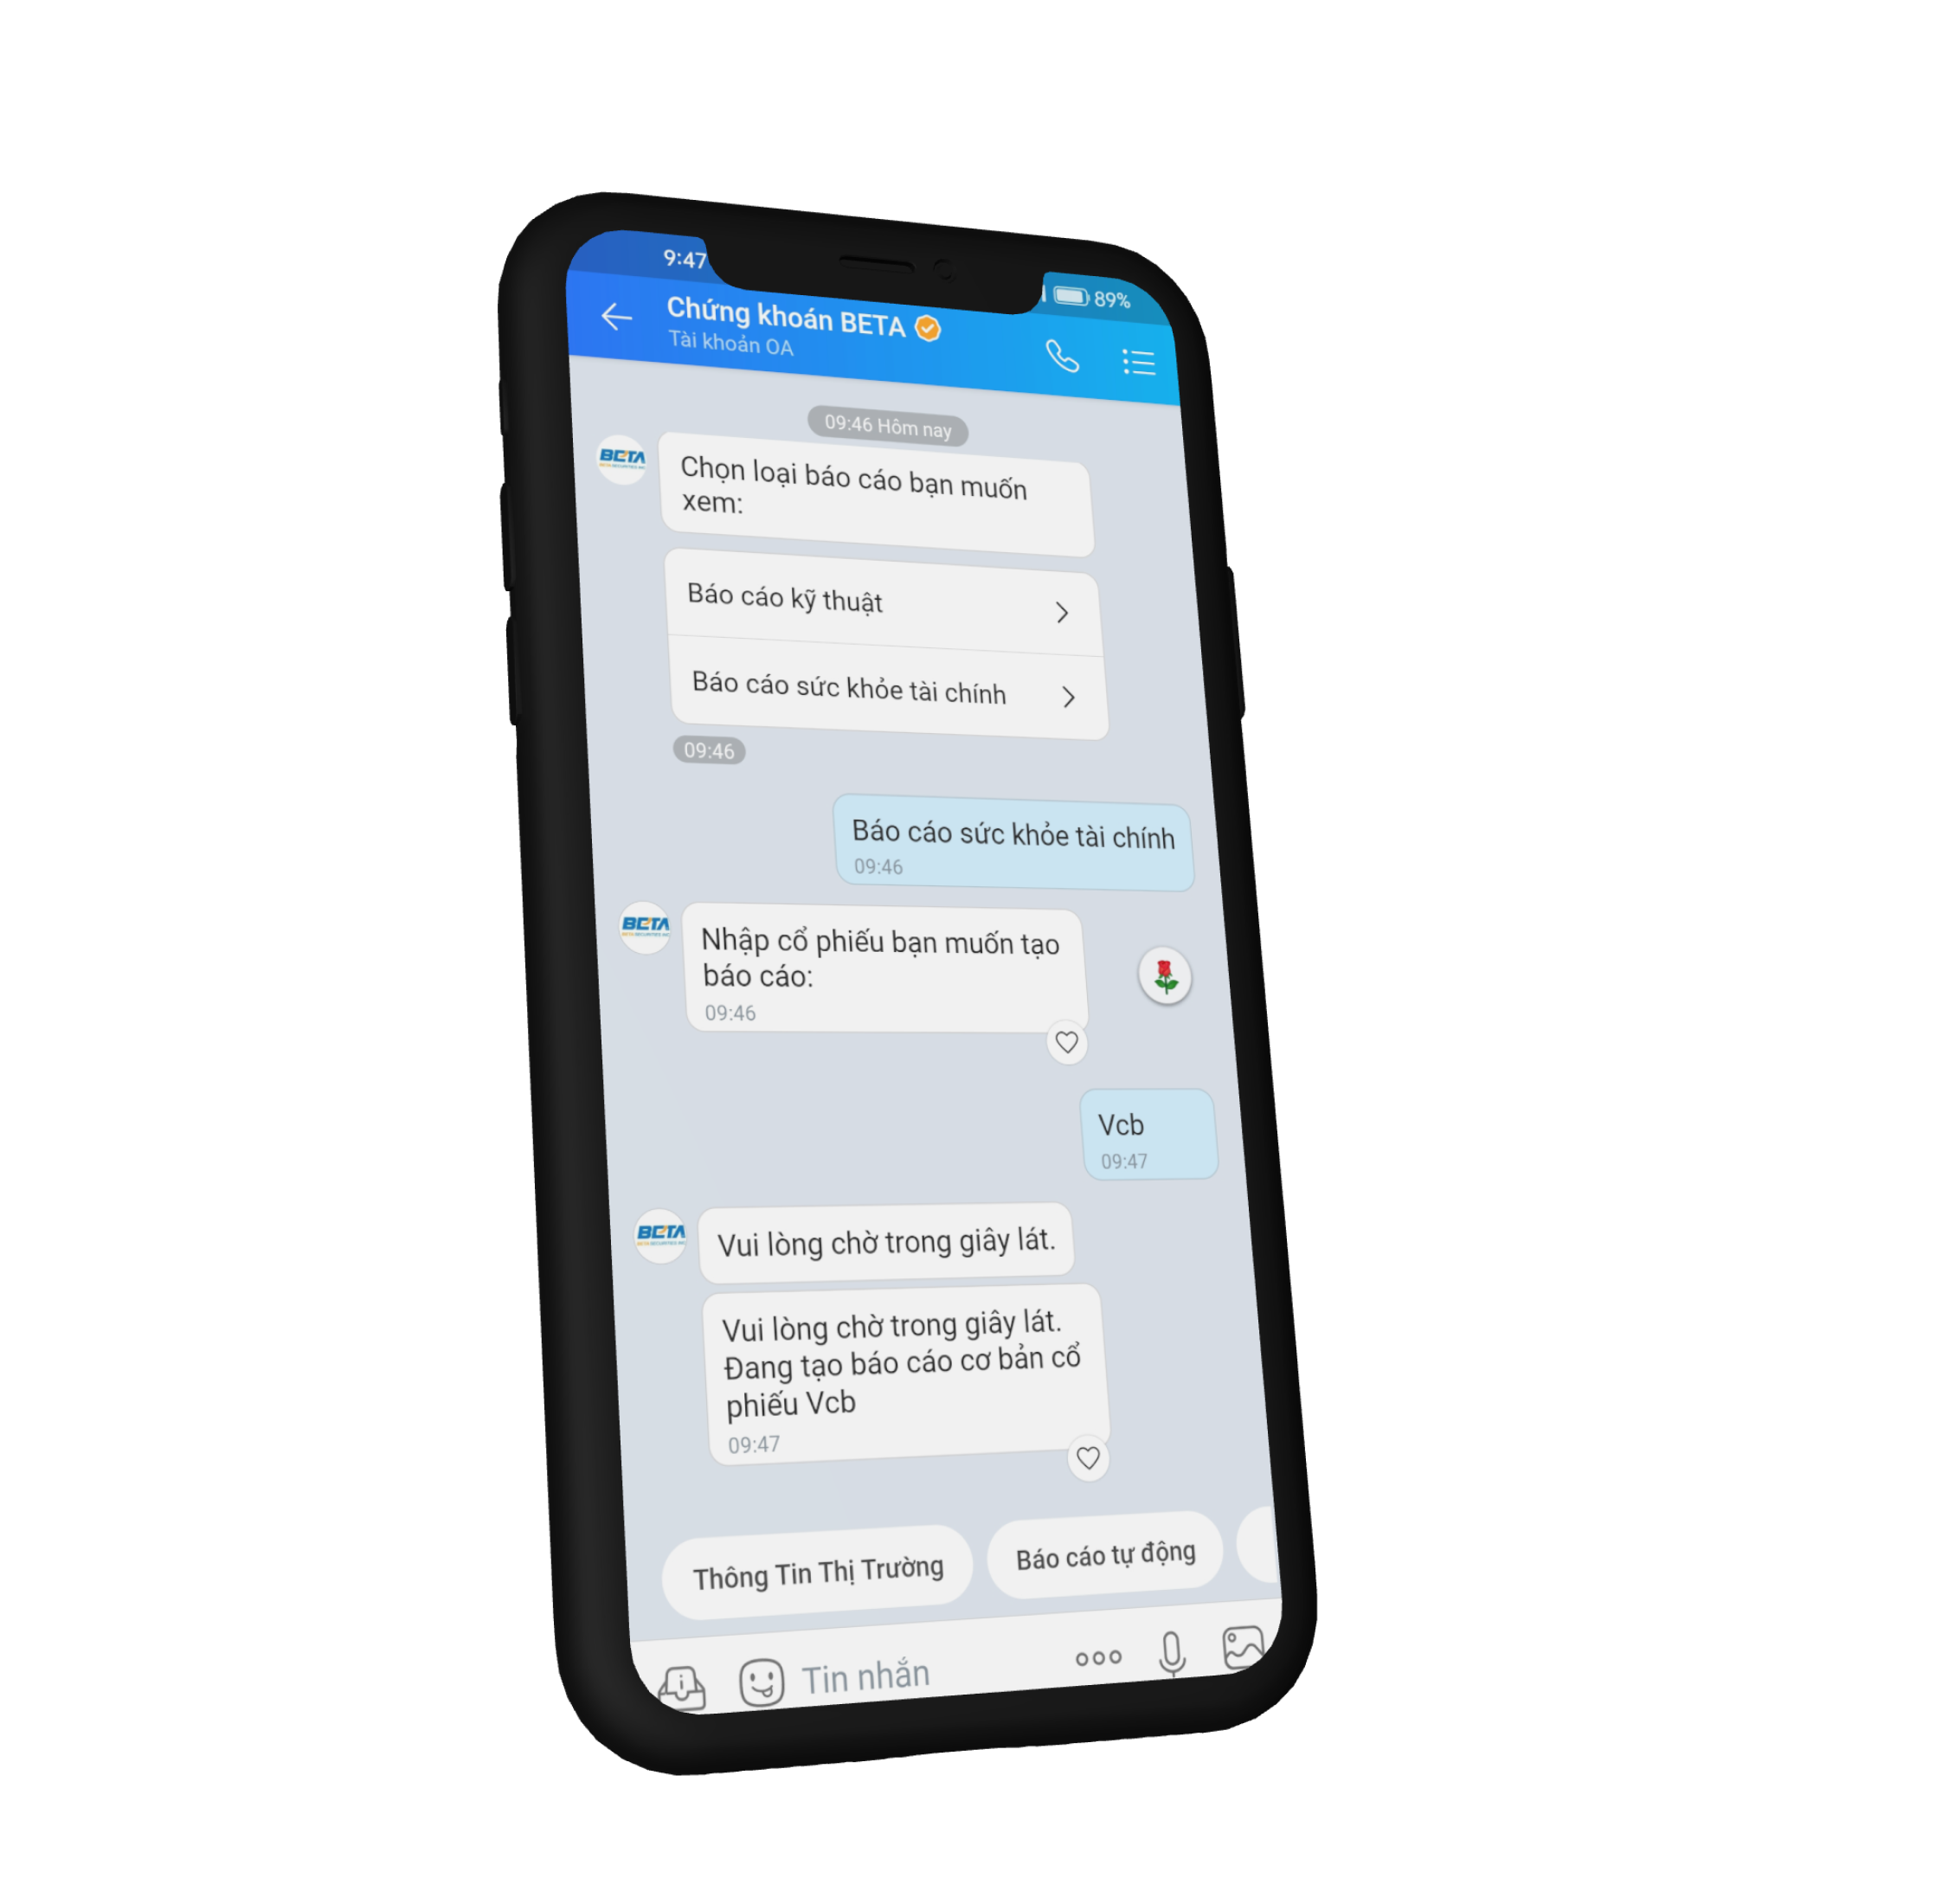 9:47
89%
Chứng khoán BETA
Tài khoản OA
09:46 Hôm nay
BETA
Chọn loại báo cáo bạn muốn
xem:
Báo cáo kỹ thuật
Báo cáo sức khỏe tài chính
09:46
Báo cáo sức khỏe tài chính
09:46
BETA
Nhập cổ phiếu bạn muốn tạo
báo cáo:
09:46
Vcb
09:47
BETA
Vui lòng chờ trong giây lát.
Vui lòng chờ trong giây lát.
Đang tạo báo cáo cơ bản cổ
phiếu Vcb
09:47
Thông Tin Thị Trường
Báo cáo tự động
Tin nhắn